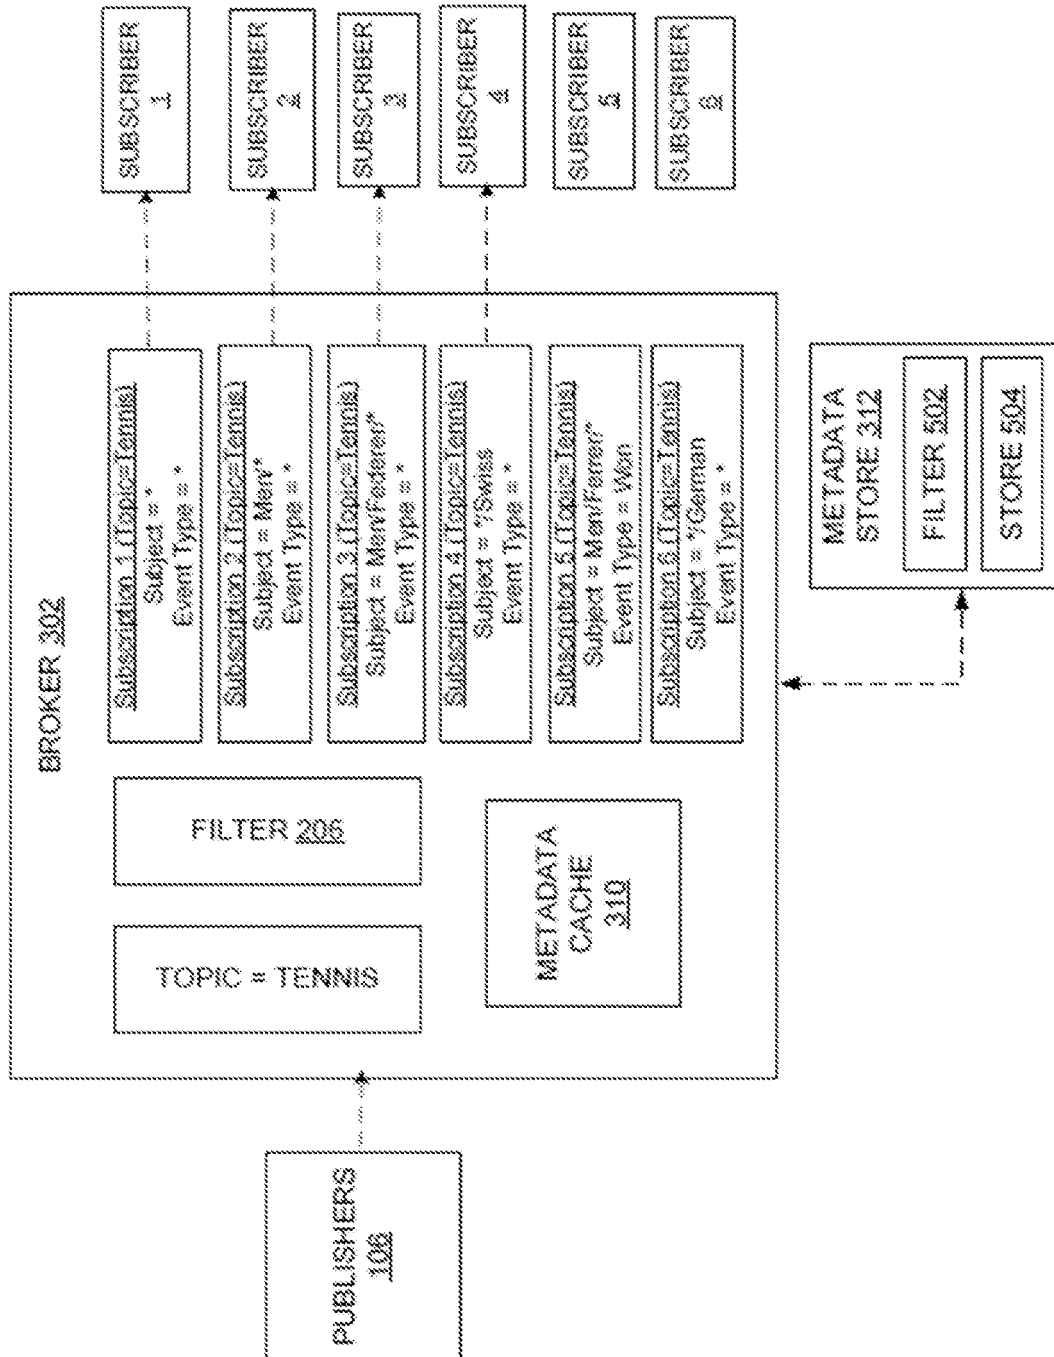 PUBLISHERS
106
BROKER 302
TOPIC = TENNIS
FILTER 206
METADATA
CACHE
310
Subscription 1 (Topic=Tennis)
Subject = *
Event Type = *
Subscription 2 (Topic=Tennis)
Subject = Men*
Event Type = *
Subscription 3 (Topic=Tennis)
Subject = Men/Federer/*
Event Type = *
Subscription 4 (Topic=Tennis)
Subject = */Swiss
Event Type = *
Subscription 5 (Topic=Tennis)
Subject = Men/Ferrer/*
Event Type = Won
Subscription 6 (Topic=Tennis)
Subject = */German
Event Type = *
SUBSCRIBER
1
SUBSCRIBER
2
SUBSCRIBER
3
SUBSCRIBER
4
SUBSCRIBER
5
SUBSCRIBER
6
METADATA
STORE 312
FILTER 502
STORE 504